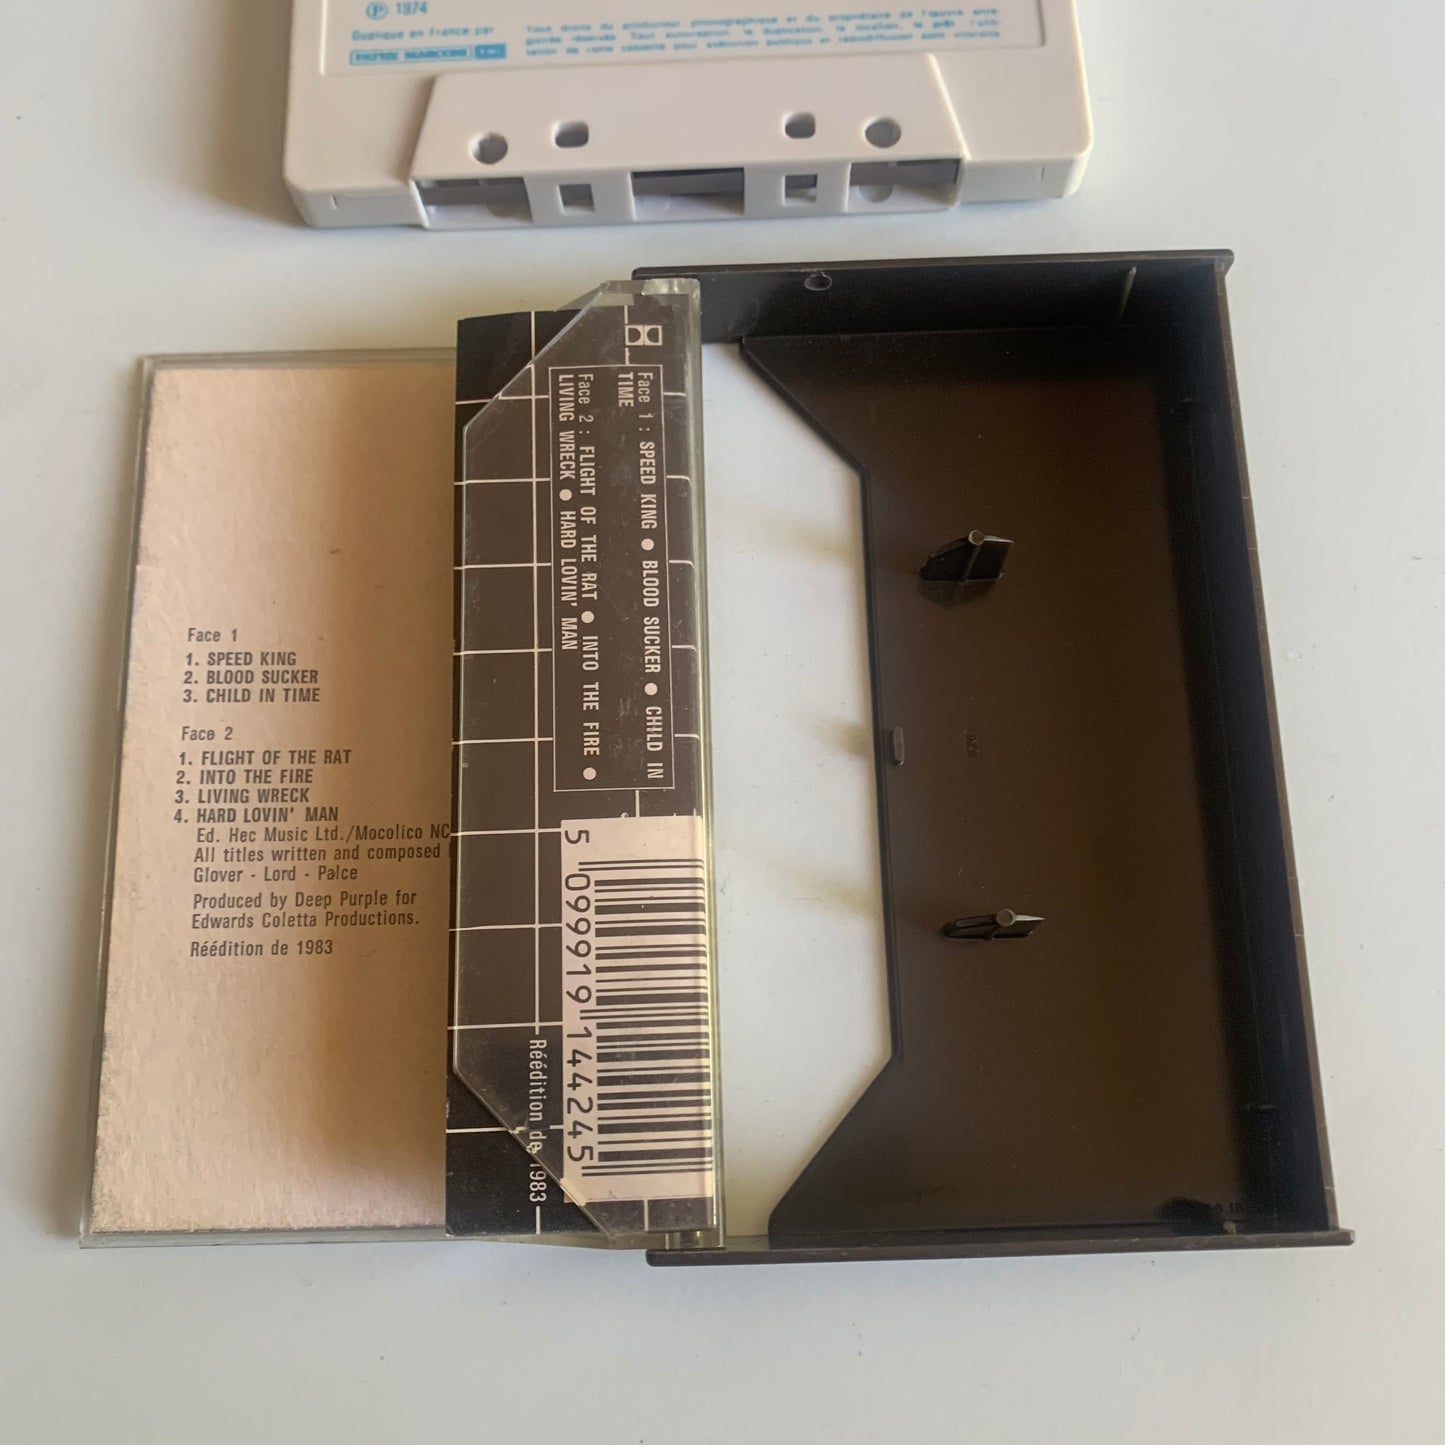 ℗ 1974
Dupliqué en France par
PATHE MARCONI EMI
Tous droits du producteur phonographique et du propriétaire de l'œuvre enre-
gistrée réservés. Sauf autorisation, la duplication, la location, le prêt l'utili-
sation de cette cassette pour exécution publique et radiodiffusion sont interdits
Face 1
1. SPEED KING
2. BLOOD SUCKER
3. CHILD IN TIME
Face 2
1. FLIGHT OF THE RAT
2. INTO THE FIRE
3. LIVING WRECK
4. HARD LOVIN' MAN
Ed. Hec Music Ltd./Mocolico NC
All titles written and composed
Glover - Lord - Palce
Produced by Deep Purple for
Edwards Coletta Productions.
Réédition de 1983
Face 1 : SPEED KING ● BLOOD SUCKER ● CHILD IN
TIME
Face 2 : FLIGHT OF THE RAT ● INTO THE FIRE ●
LIVING WRECK ● HARD LOVIN' MAN
5 099919 144245
Réédition de 1983